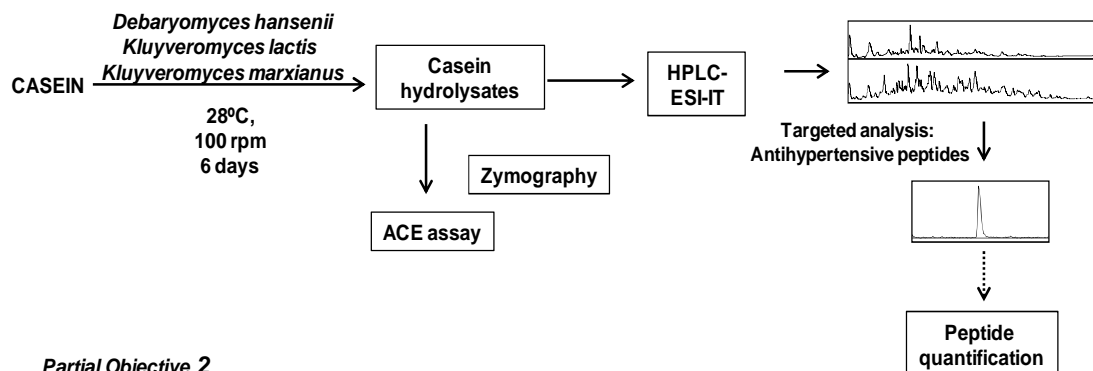 Debaryomyces hansenii
Kluyveromyces lactis
Kluyveromyces marxianus
CASEIN
28ºC,
100 rpm
6 days
Casein
hydrolysates
HPLC-
ESI-IT
Zymography
ACE assay
Targeted analysis:
Antihypertensive peptides
Peptide
quantification
Partial Objective 2